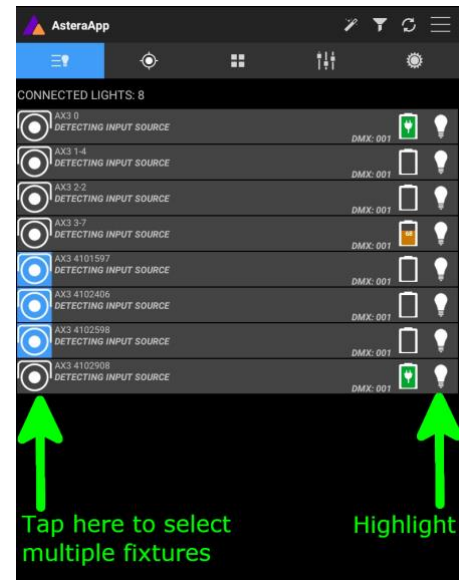 AsteraApp
CONNECTED LIGHTS: 8
AX3 0
DETECTING INPUT SOURCE
DMX: 001
AX3 1-4
DETECTING INPUT SOURCE
DMX: 001
AX3 2-2
DETECTING INPUT SOURCE
DMX: 001
AX3 3-7
DETECTING INPUT SOURCE
DMX: 001
AX3 4101597
DETECTING INPUT SOURCE
DMX: 001
AX3 4102406
DETECTING INPUT SOURCE
DMX: 001
AX3 4102598
DETECTING INPUT SOURCE
DMX: 001
AX3 4102908
DETECTING INPUT SOURCE
DMX: 001
Tap here to select
multiple fixtures
Highlight